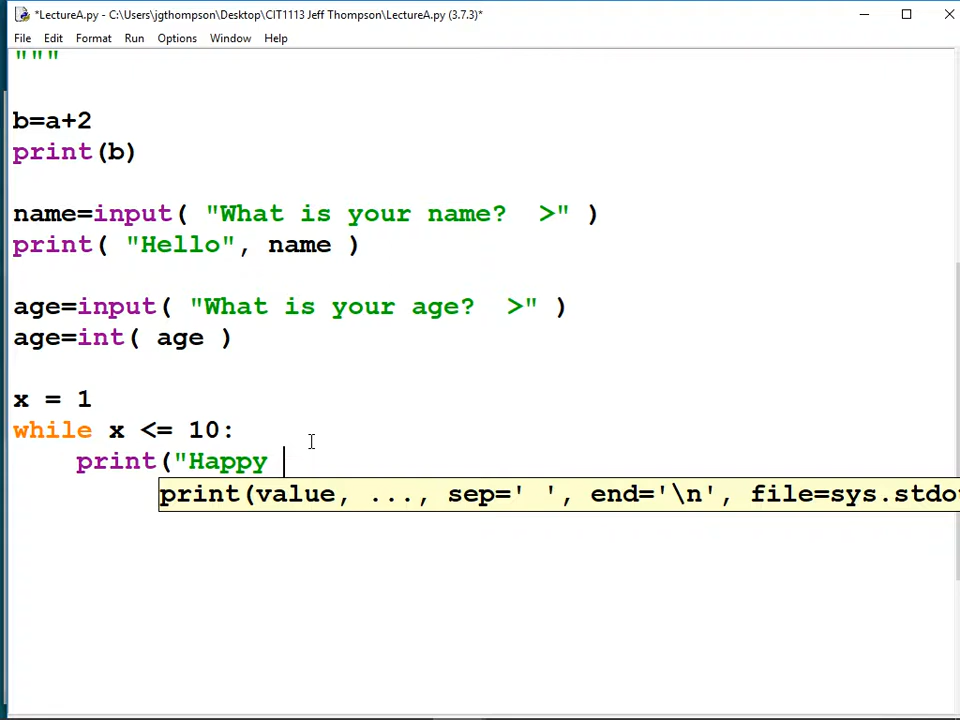 *LectureA.py - C:\Users\jgthompson\Desktop\CIT1113 Jeff Thompson\LectureA.py (3.7.3)*
File Edit Format Run Options Window Help
"""
b=a+2
print(b)
name=input( "What is your name?  >" )
print( "Hello", name )
age=input( "What is your age?  >" )
age=int( age )
x = 1
while x <= 10:
    print("Happy
print(value, ..., sep=' ', end='\n', file=sys.stdo